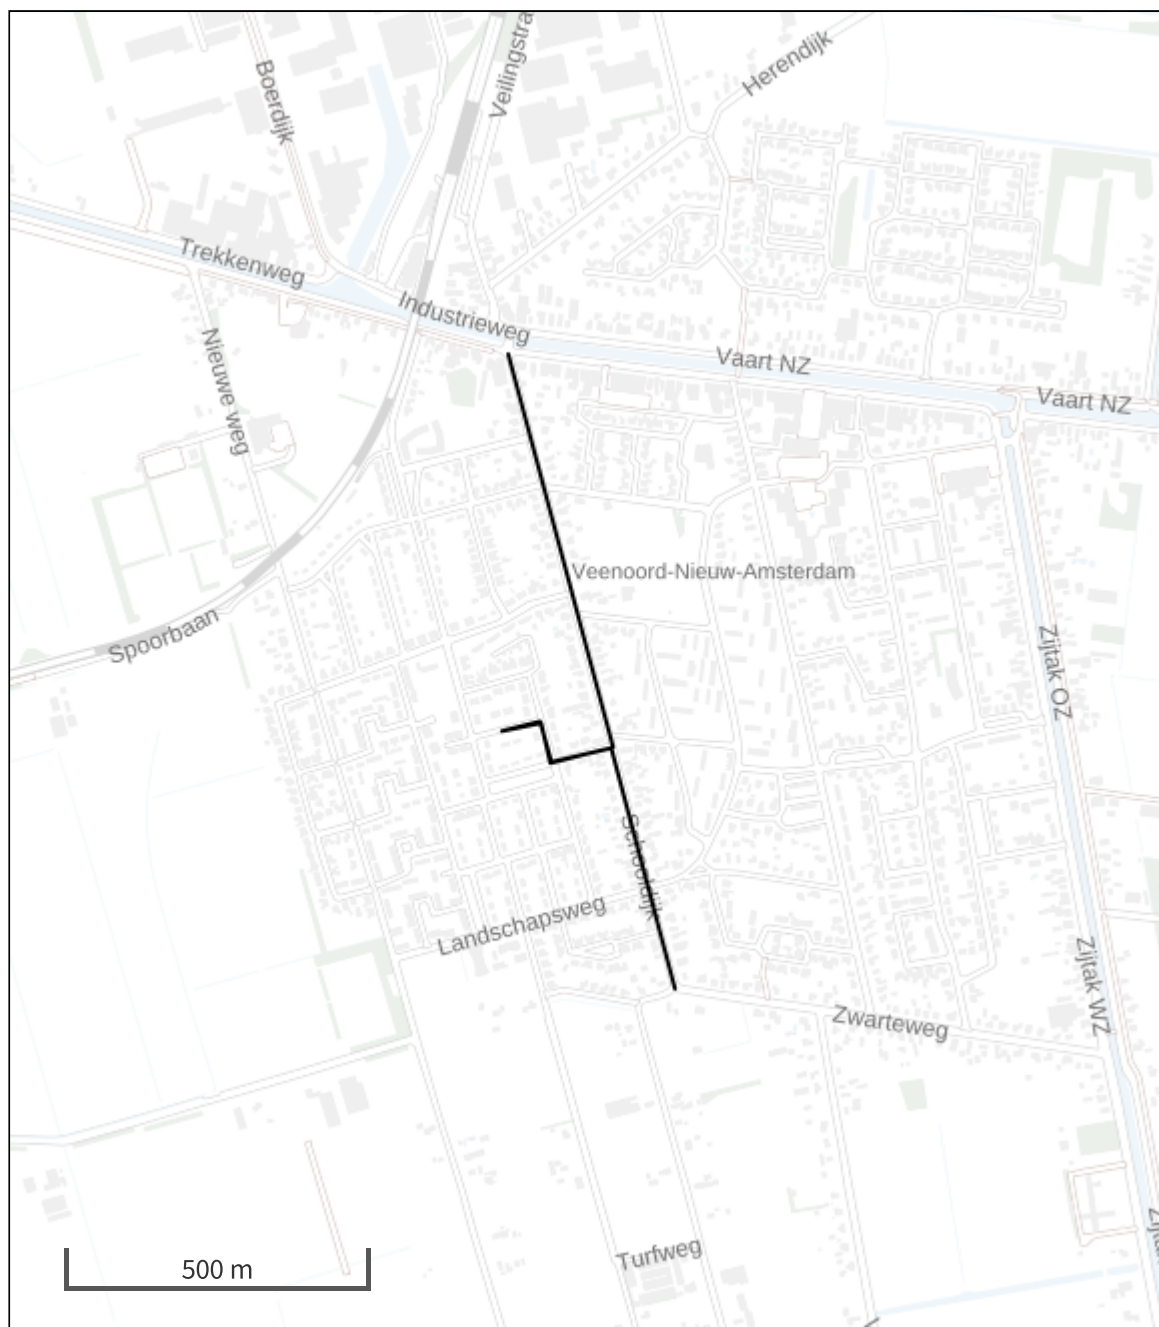 Veilingstra
Herendijk
Boerdijk
Trekkenweg
Industrieweg
Vaart NZ
Vaart NZ
Nieuwe weg
Veenoord-Nieuw-Amsterdam
Spoorbaan
Zijtak OZ
Schooldijk
Landschapsweg
Zijtak WZ
Zwarteweg
Turfweg
500 m